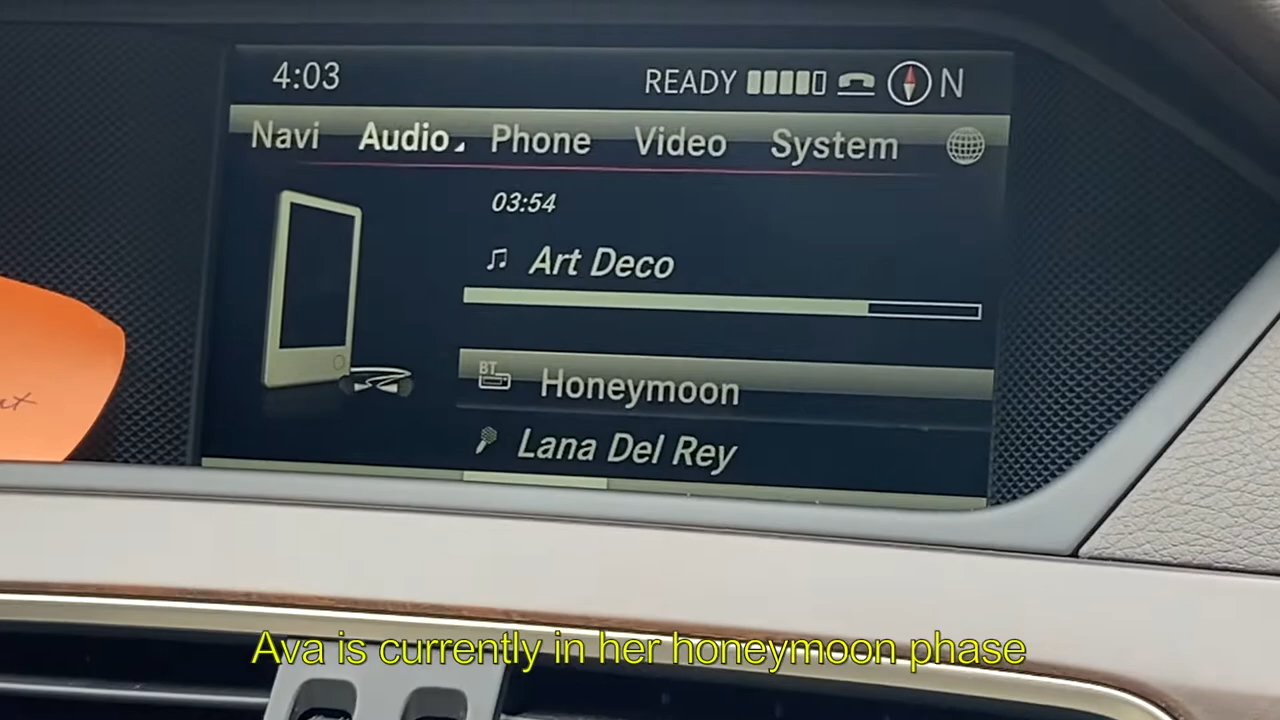 4:03 READY N
Navi Audio Phone Video System
03:54
Art Deco
BT Honeymoon
Lana Del Rey
Ava is currently in her honeymoon phase